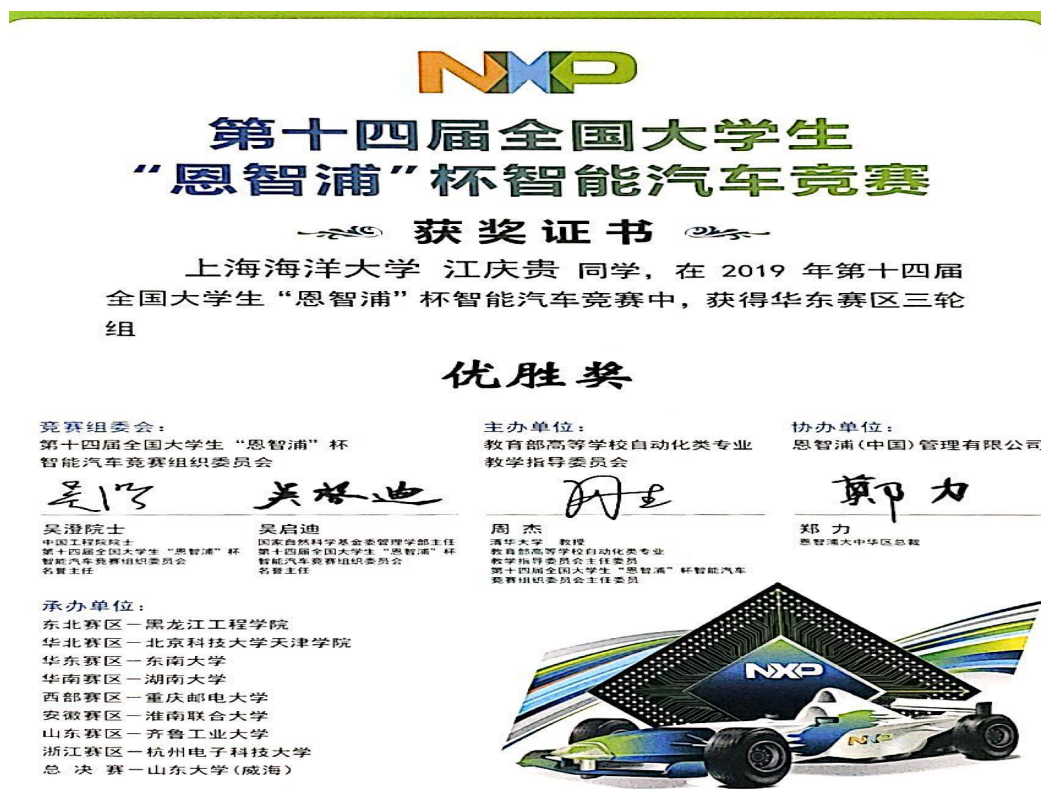 NXP
第十四届全国大学生
“恩智浦”杯智能汽车竞赛
获奖证书
上海海洋大学 江庆贵 同学，在 2019 年第十四届
全国大学生“恩智浦”杯智能汽车竞赛中，获得华东赛区三轮
组
优胜奖
竞赛组委会：
第十四届全国大学生“恩智浦”杯
智能汽车竞赛组织委员会
吴澄
吴澄院士
中国工程院院士
第十四届全国大学生“恩智浦”杯
智能汽车竞赛组织委员会
名誉主任
吴启迪
吴启迪
国家自然科学基金委管理学部主任
第十四届全国大学生“恩智浦”杯
智能汽车竞赛组织委员会
名誉主任
主办单位：
教育部高等学校自动化类专业
教学指导委员会
周杰
周 杰
清华大学 教授
教育部高等学校自动化类专业
教学指导委员会主任委员
第十四届全国大学生“恩智浦”杯智能汽车
竞赛组织委员会主任委员
协办单位：
恩智浦(中国)管理有限公司
郑力
郑 力
恩智浦大中华区总裁
承办单位：
东北赛区－黑龙江工程学院
华北赛区－北京科技大学天津学院
华东赛区－东南大学
华南赛区－湖南大学
西部赛区－重庆邮电大学
安徽赛区－淮南联合大学
山东赛区－齐鲁工业大学
浙江赛区－杭州电子科技大学
总 决 赛－山东大学(威海)
NXP
NXP